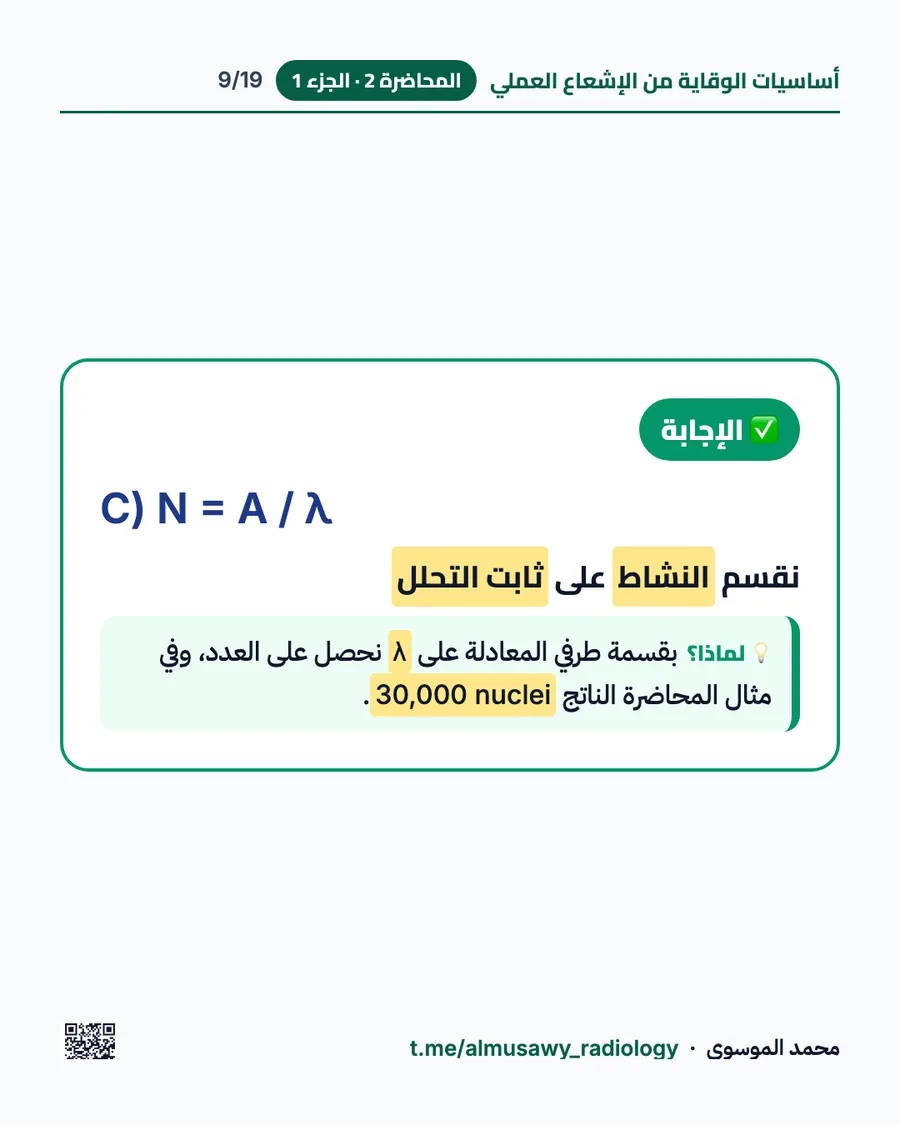 أساسيات الوقاية من الإشعاع العملي المحاضرة 2 · الجزء 1 9/19
✅ الإجابة
C) N = A / λ
نقسم النشاط على ثابت التحلل
💡 لماذا؟ بقسمة طرفي المعادلة على λ نحصل على العدد، وفي
مثال المحاضرة الناتج 30,000 nuclei.
محمد الموسوي · t.me/almusawy_radiology